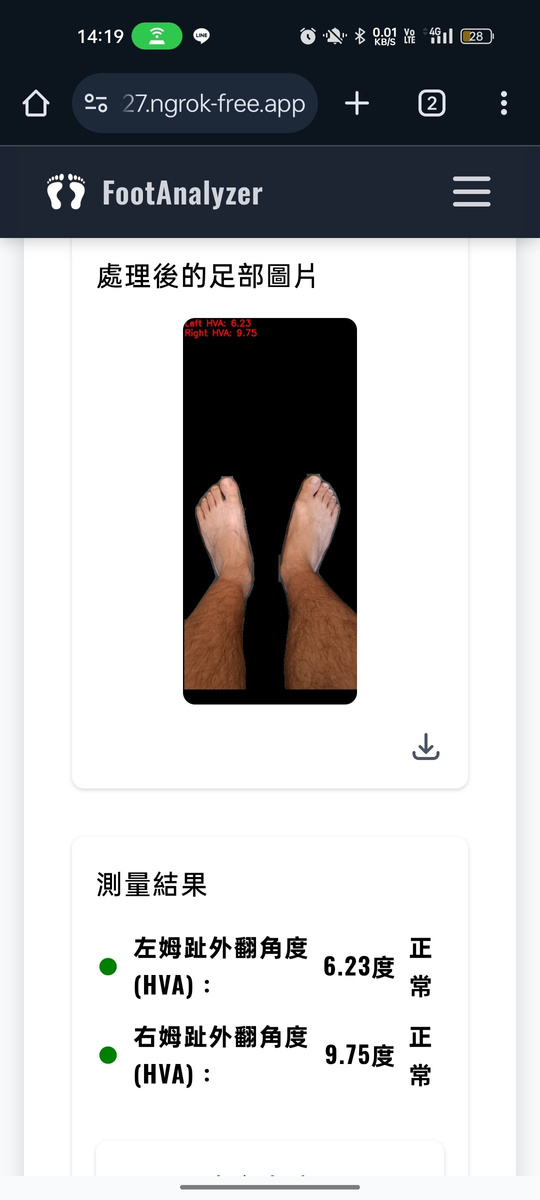 14:19
LINE
0.01
KB/S
Vo
LTE
4G
28
27.ngrok-free.app
2
FootAnalyzer
處理後的足部圖片
Left HVA: 6.23
Right HVA: 9.75
測量結果
左姆趾外翻角度
(HVA)：
6.23度
正
常
右姆趾外翻角度
(HVA)：
9.75度
正
常